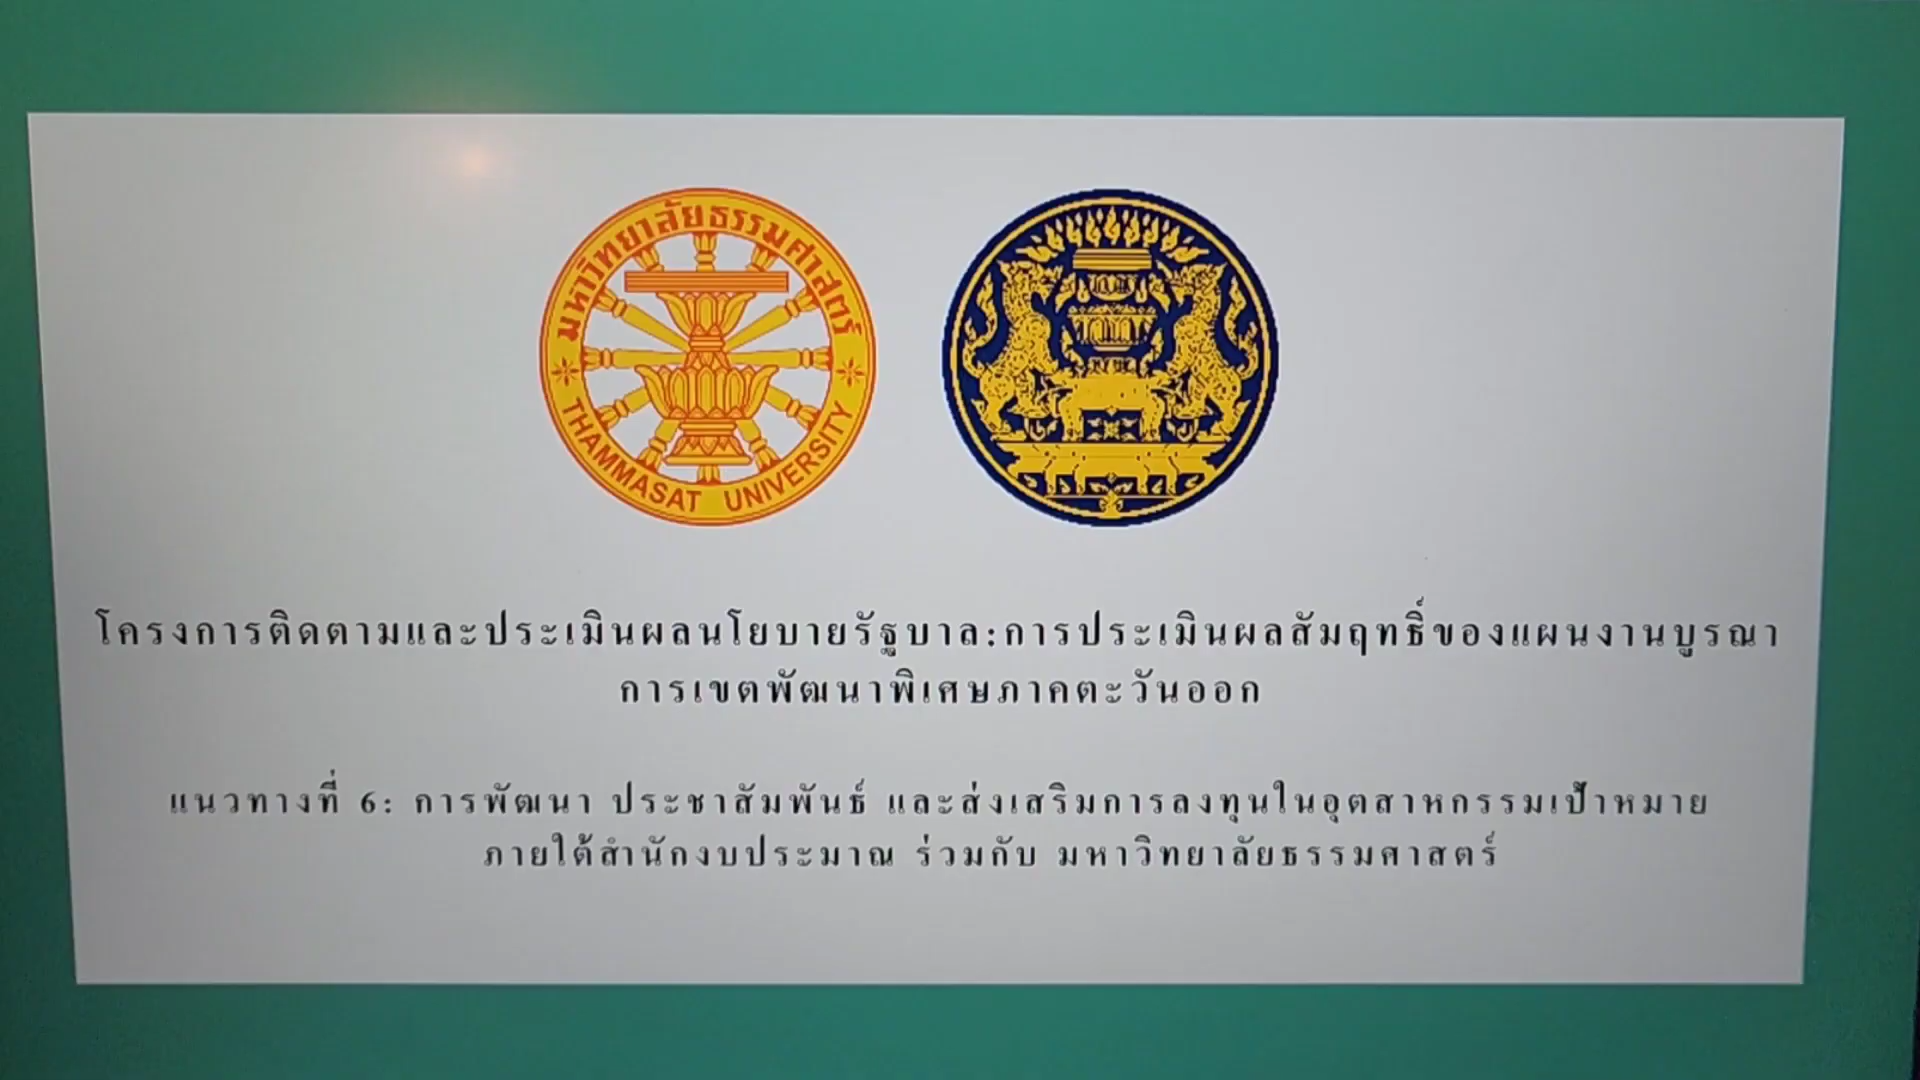 มหาวิทยาลัยธรรมศาสตร์
THAMMASAT UNIVERSITY
โครงการติดตามและประเมินผลนโยบายรัฐบาล:การประเมินผลสัมฤทธิ์ของแผนงานบูรณา
การเขตพัฒนาพิเศษภาคตะวันออก
แนวทางที่ 6: การพัฒนา ประชาสัมพันธ์ และส่งเสริมการลงทุนในอุตสาหกรรมเป้าหมาย
ภายใต้สำนักงบประมาณ ร่วมกับ มหาวิทยาลัยธรรมศาสตร์